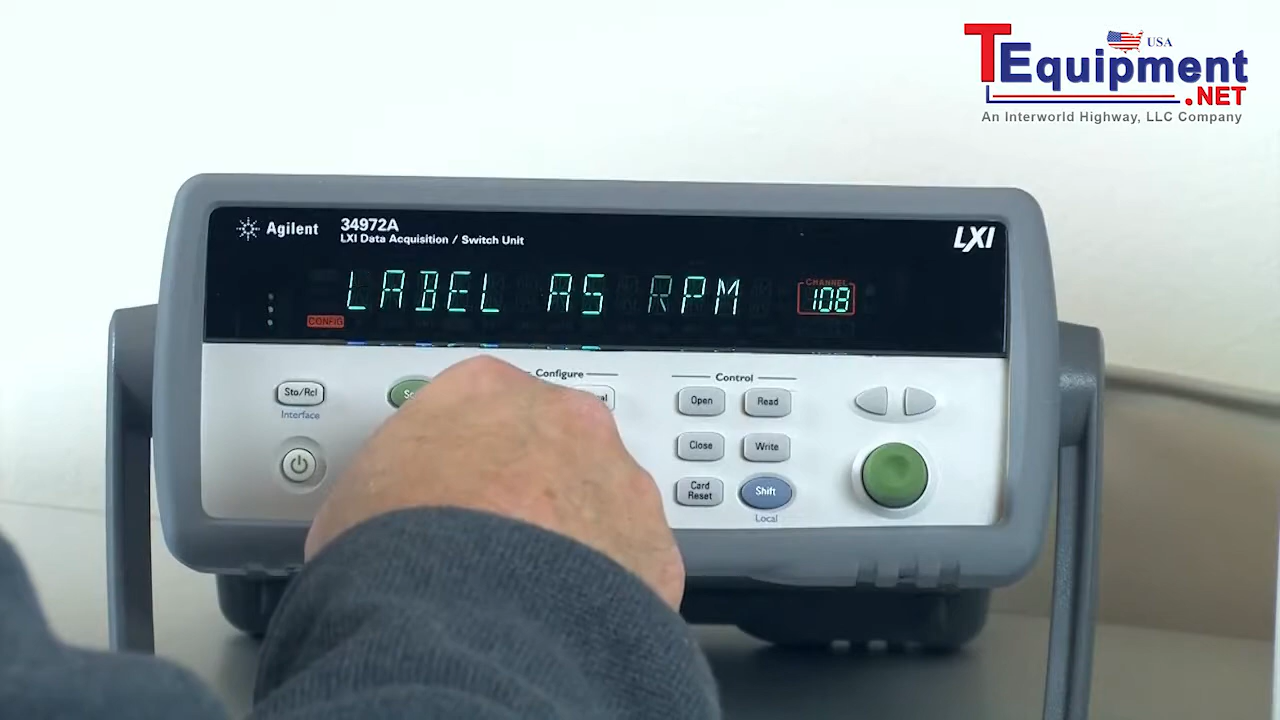 TEquipment
USA
.NET
An Interworld Highway, LLC Company
Agilent
34972A
LXI Data Acquisition / Switch Unit
LXI
LABEL AS RPM
CHANNEL
108
CONFIG
Configure
Control
Sto/Rcl
Interface
Open
Read
Close
Write
Card
Reset
Shift
Local